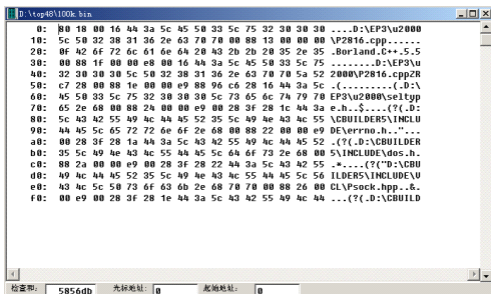 D:\top48\100k bin
0: 80 18 00 16 44 3a 5c 45 50 33 5c 75 32 30 30 30 ....D:\EP3\u2000
10: 5c 50 32 38 31 36 2e 63 70 70 00 88 13 00 00 00 \P2816.cpp......
20: 0f 42 6f 72 6c 61 6e 64 20 43 2b 2b 20 35 2e 35 .Borland.C++.5.5
30: 00 88 1f 00 00 e8 00 16 44 3a 5c 45 50 33 5c 75 ........D:\EP3\u
40: 32 30 30 30 5c 50 32 38 31 36 2e 63 70 70 5a 52 2000\P2816.cppZR
50: c7 28 00 88 1e 00 00 e9 88 96 c6 28 16 44 3a 5c .(.........(.D:\
60: 45 50 33 5c 75 32 30 30 30 5c 73 65 6c 74 79 70 EP3\u2000\seltyp
70: 65 2e 68 00 88 24 00 00 e9 00 28 3f 28 1c 44 3a e.h..$....(?(.D:
80: 5c 43 42 55 49 4c 44 45 52 35 5c 49 4e 43 4c 55 \CBUILDER5\INCLU
90: 44 45 5c 65 72 72 6e 6f 2e 68 00 88 22 00 00 e9 DE\errno.h.."...
a0: 00 28 3f 28 1a 44 3a 5c 43 42 55 49 4c 44 45 52 .(?(.D:\CBUILDER
b0: 35 5c 49 4e 43 4c 55 44 45 5c 64 6f 73 2e 68 00 5\INCLUDE\dos.h.
c0: 88 2a 00 00 e9 00 28 3f 28 22 44 3a 5c 43 42 55 .*....(?("D:\CBU
d0: 49 4c 44 45 52 35 5c 49 4e 43 4c 55 44 45 5c 56 ILDER5\INCLUDE\V
e0: 43 4c 5c 50 73 6f 63 6b 2e 68 70 70 00 88 26 00 CL\Psock.hpp..&.
f0: 00 e9 00 28 3f 28 1e 44 3a 5c 43 42 55 49 4c 44 ...(?(.D:\CBUILD
检查和: 5856db 光标地址: 0 起始地址: 0